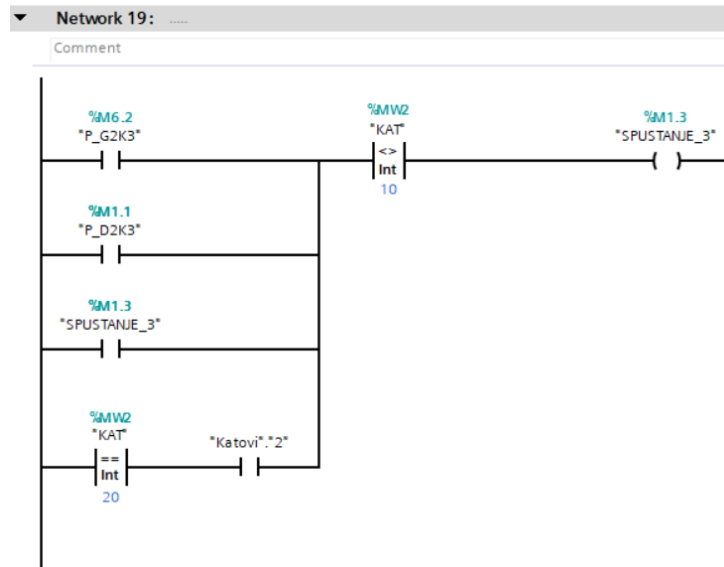 Network 19: .....
Comment
%M6.2
"P_G2K3"
%MW2
"KAT"
<>
Int
10
%M1.3
"SPUSTANJE_3"
%M1.1
"P_D2K3"
%M1.3
"SPUSTANJE_3"
%MW2
"KAT"
==
Int
20
"Katovi"."2"